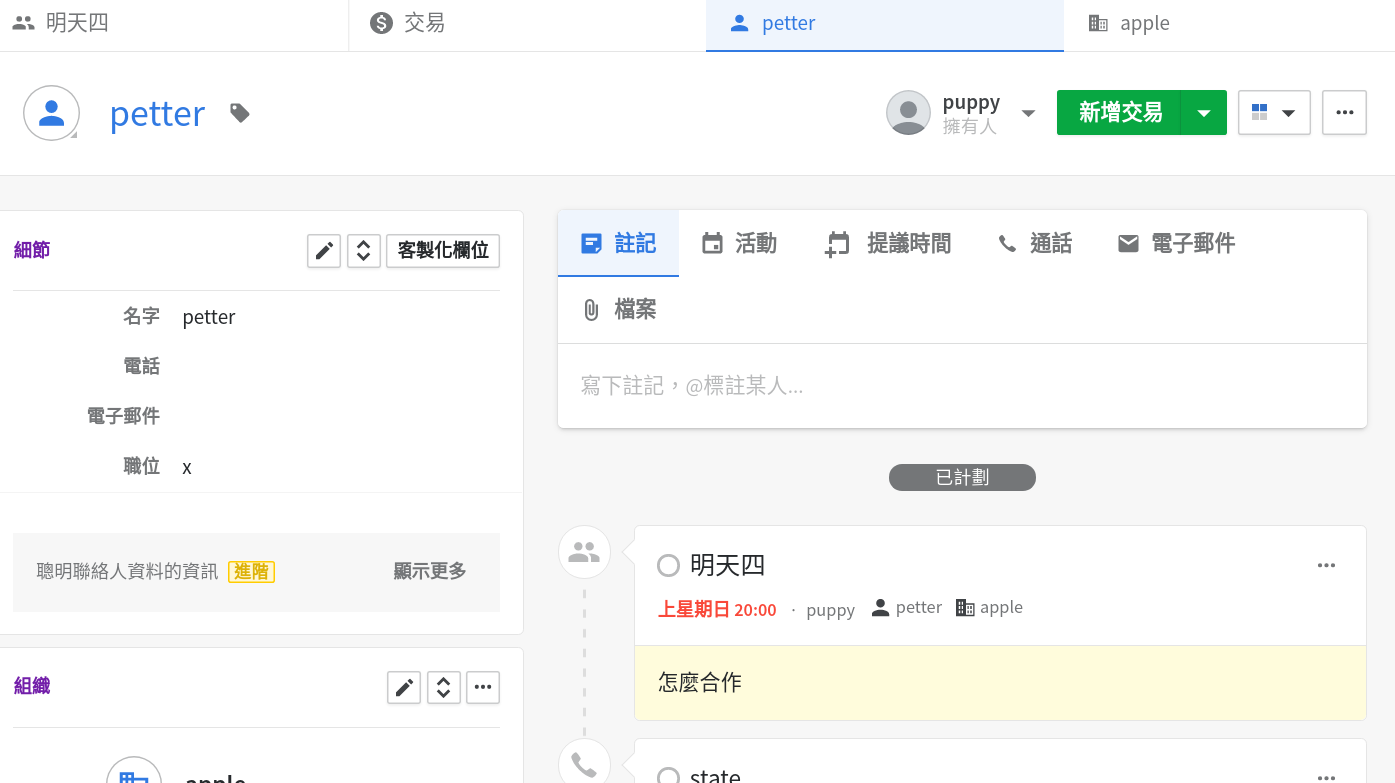 明天四
交易
petter
apple
petter
puppy
擁有人
新增交易
細節
客製化欄位
名字 petter
電話
電子郵件
職位 x
聰明聯絡人資料的資訊 進階 顯示更多
組織
apple
註記 活動 提議時間 通話 電子郵件
檔案
寫下註記，@標註某人...
已計劃
明天四
上星期日 20:00 · puppy petter apple
怎麼合作
state